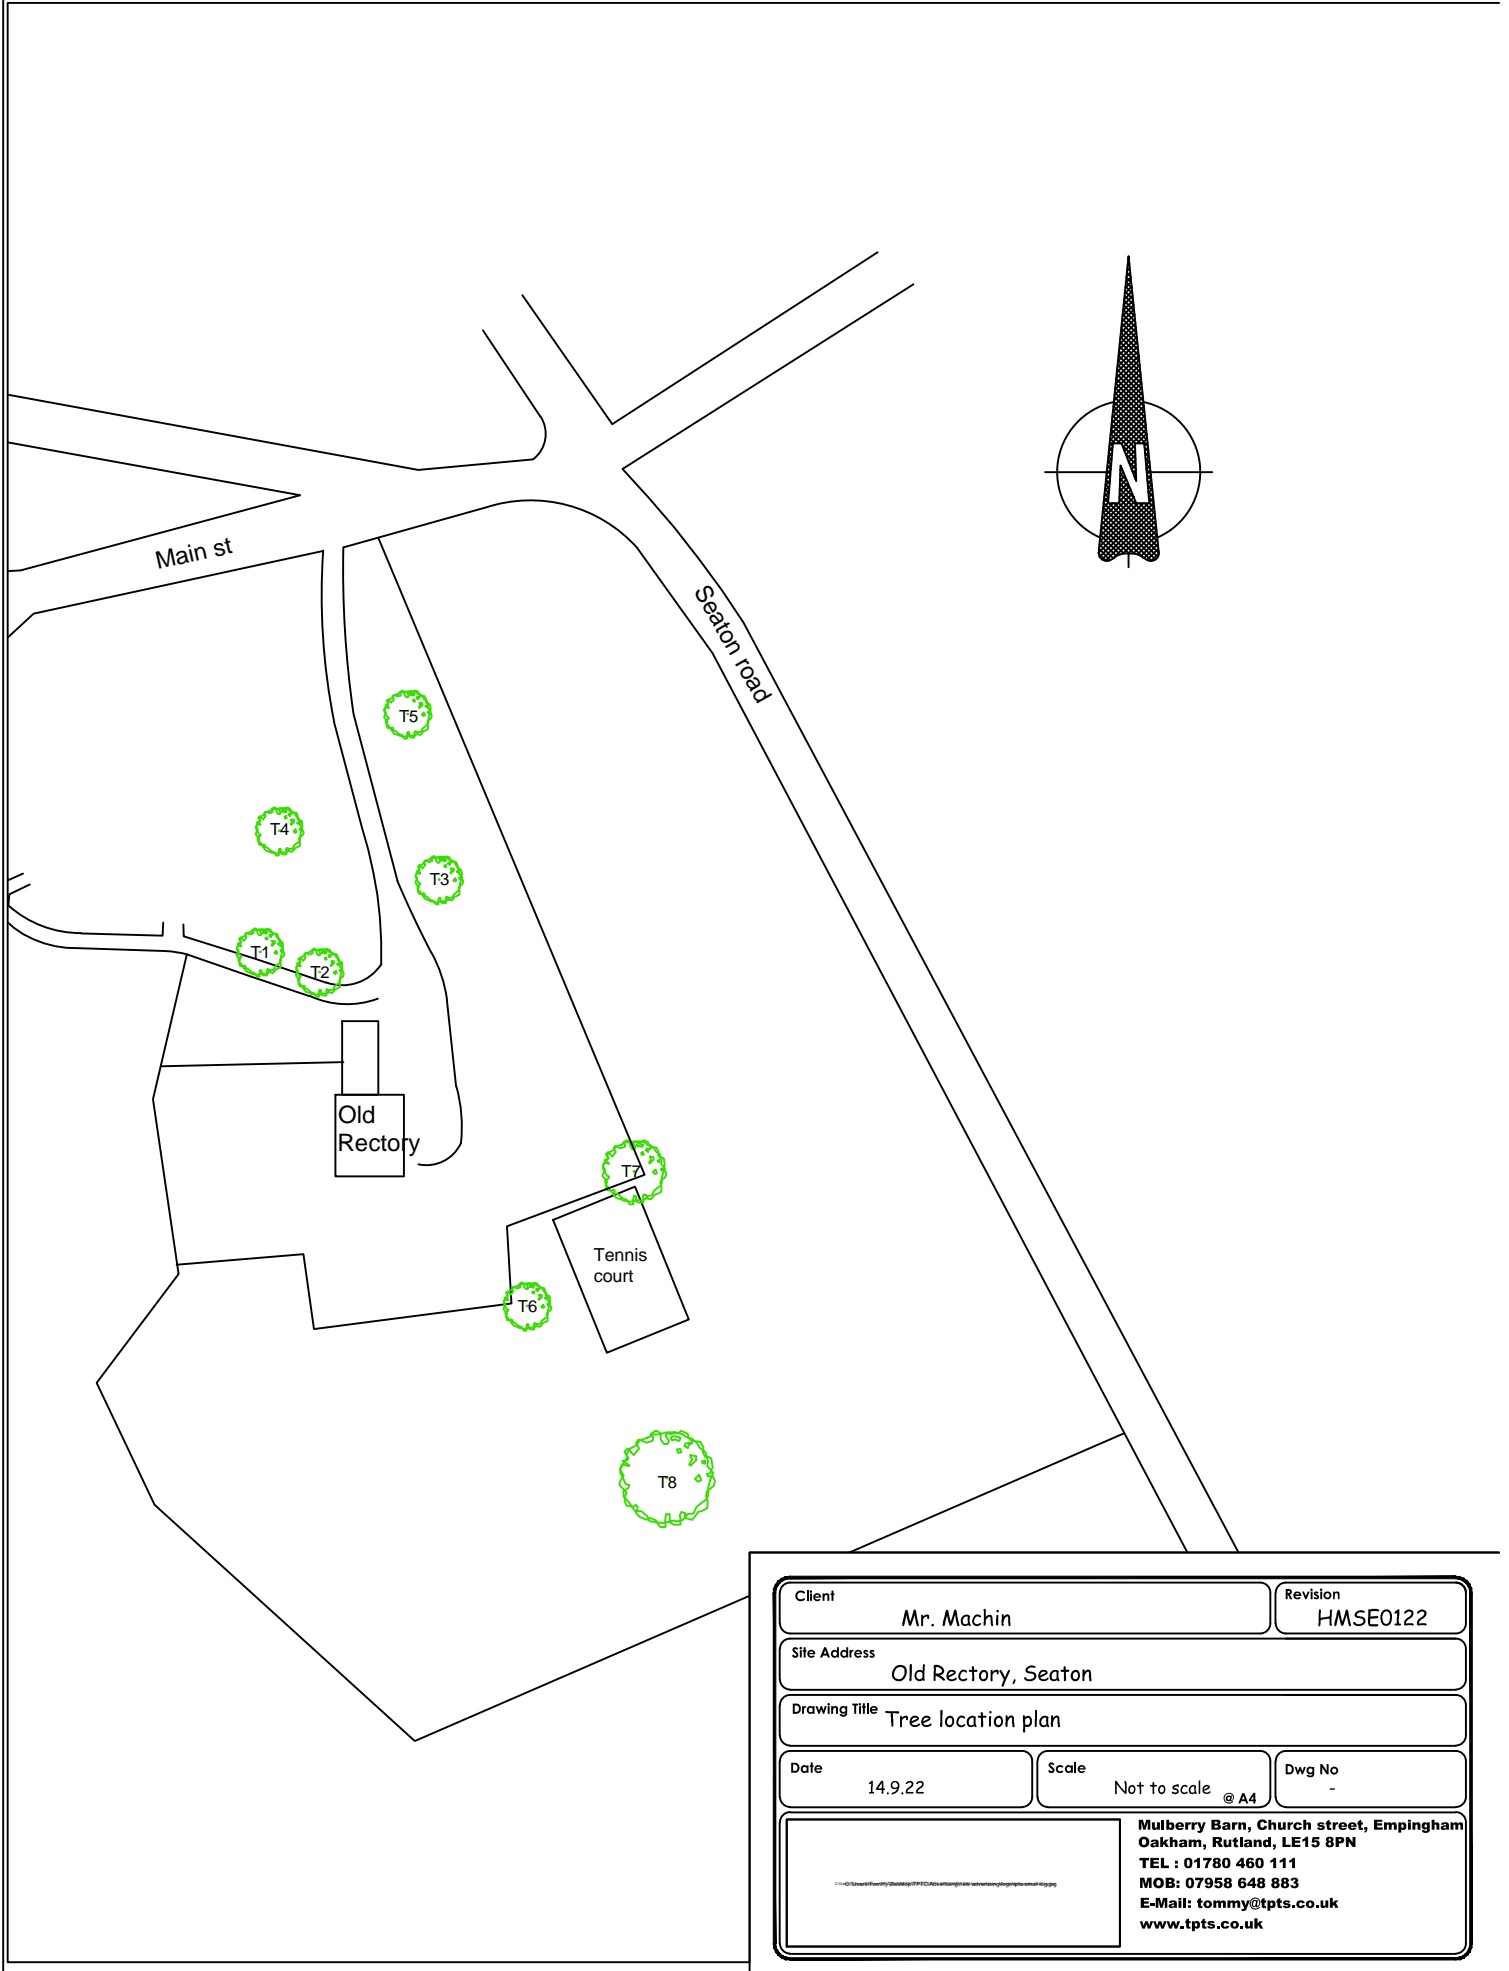 N
Main st
Seaton road
T5
T4
T3
T1
T2
Old
Rectory
T7
Tennis
court
T6
T8
Client
Mr. Machin
Revision
HMSE0122
Site Address
Old Rectory, Seaton
Drawing Title
Tree location plan
Date
14.9.22
Scale
Not to scale @ A4
Dwg No
-
Mulberry Barn, Church street, Empingham
Oakham, Rutland, LE15 8PN
TEL : 01780 460 111
MOB: 07958 648 883
E-Mail: tommy@tpts.co.uk
www.tpts.co.uk